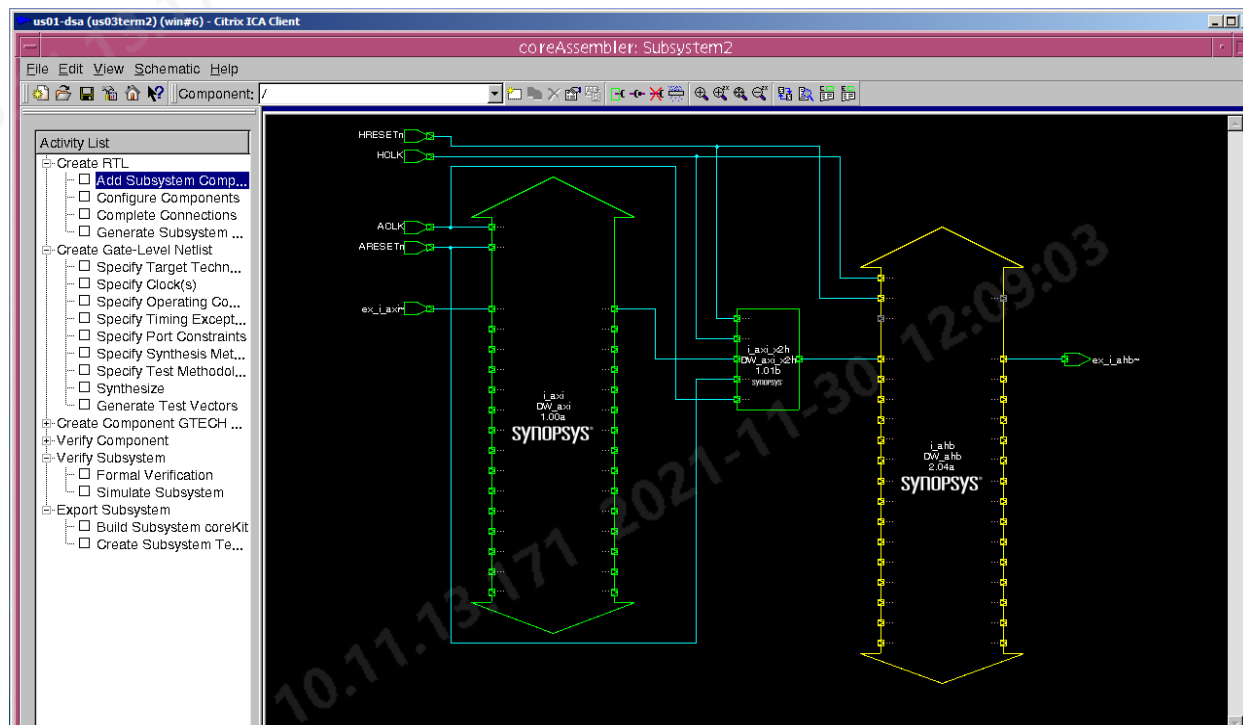 us01-dsa (us03term2) (win#6) - Citrix ICA Client
coreAssembler: Subsystem2
File Edit View Schematic Help
Component: /
Activity List
Create RTL
Add Subsystem Comp...
Configure Components
Complete Connections
Generate Subsystem ...
Create Gate-Level Netlist
Specify Target Techn...
Specify Clock(s)
Specify Operating Co...
Specify Timing Except...
Specify Port Constraints
Specify Synthesis Met...
Specify Test Methodol...
Synthesize
Generate Test Vectors
Create Component GTECH ...
Verify Component
Verify Subsystem
Formal Verification
Simulate Subsystem
Export Subsystem
Build Subsystem coreKit
Create Subsystem Te...
HRESETn
HCLK
ACLK
ARESETn
ex_i_axi~
i_axi
DW_axi
1.00a
SYNOPSYS®
i_axi_x2h
DW_axi_x2h
1.01b
SYNOPSYS®
i_ahb
DW_ahb
2.04a
SYNOPSYS®
ex_i_ahb~
10.11.13.171 2021-11-30 12:09:03